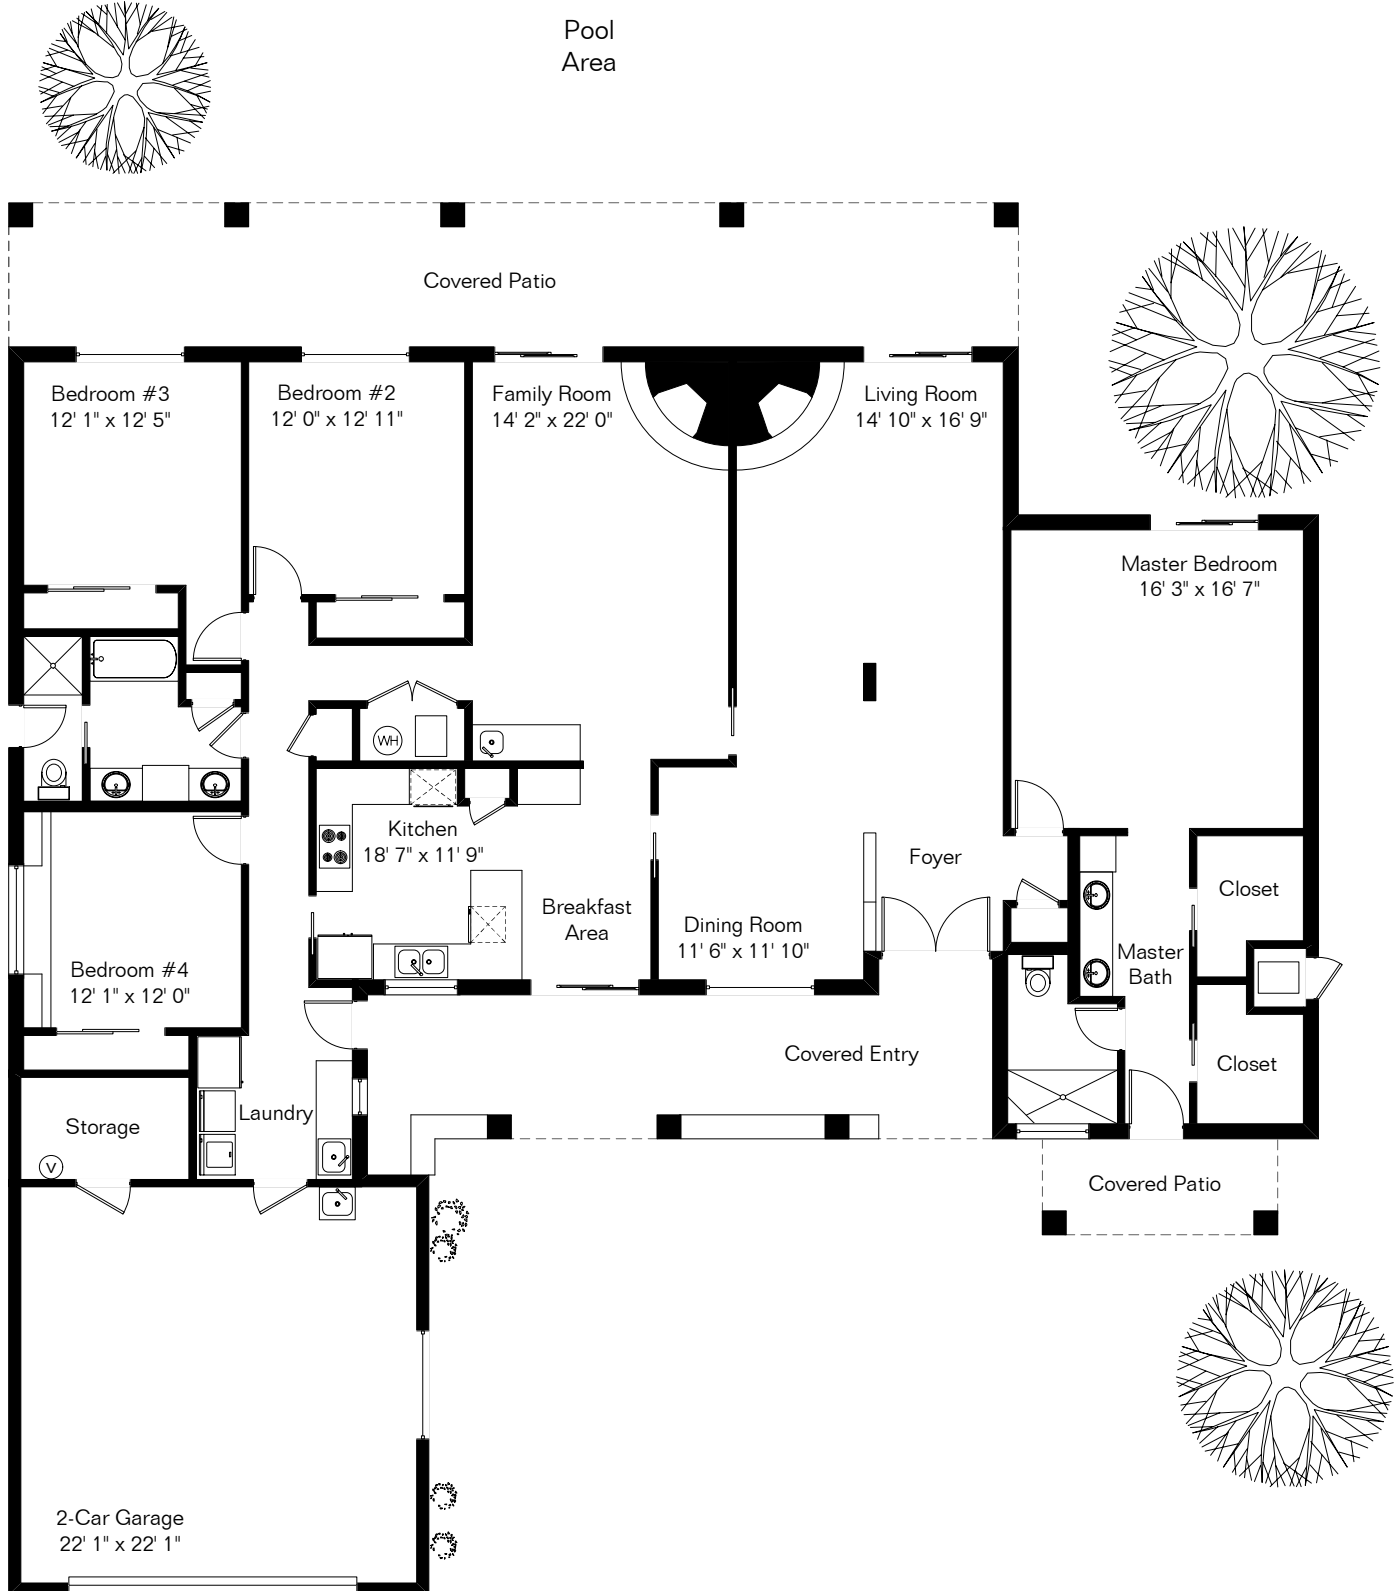 Pool
Area
Covered Patio
Bedroom #3
12' 1" x 12' 5"
Bedroom #2
12' 0" x 12' 11"
Family Room
14' 2" x 22' 0"
Living Room
14' 10" x 16' 9"
Master Bedroom
16' 3" x 16' 7"
WH
Kitchen
18' 7" x 11' 9"
Foyer
Closet
Breakfast
Area
Dining Room
11' 6" x 11' 10"
Master
Bath
Bedroom #4
12' 1" x 12' 0"
Covered Entry
Closet
Laundry
Storage
V
Covered Patio
2-Car Garage
22' 1" x 22' 1"